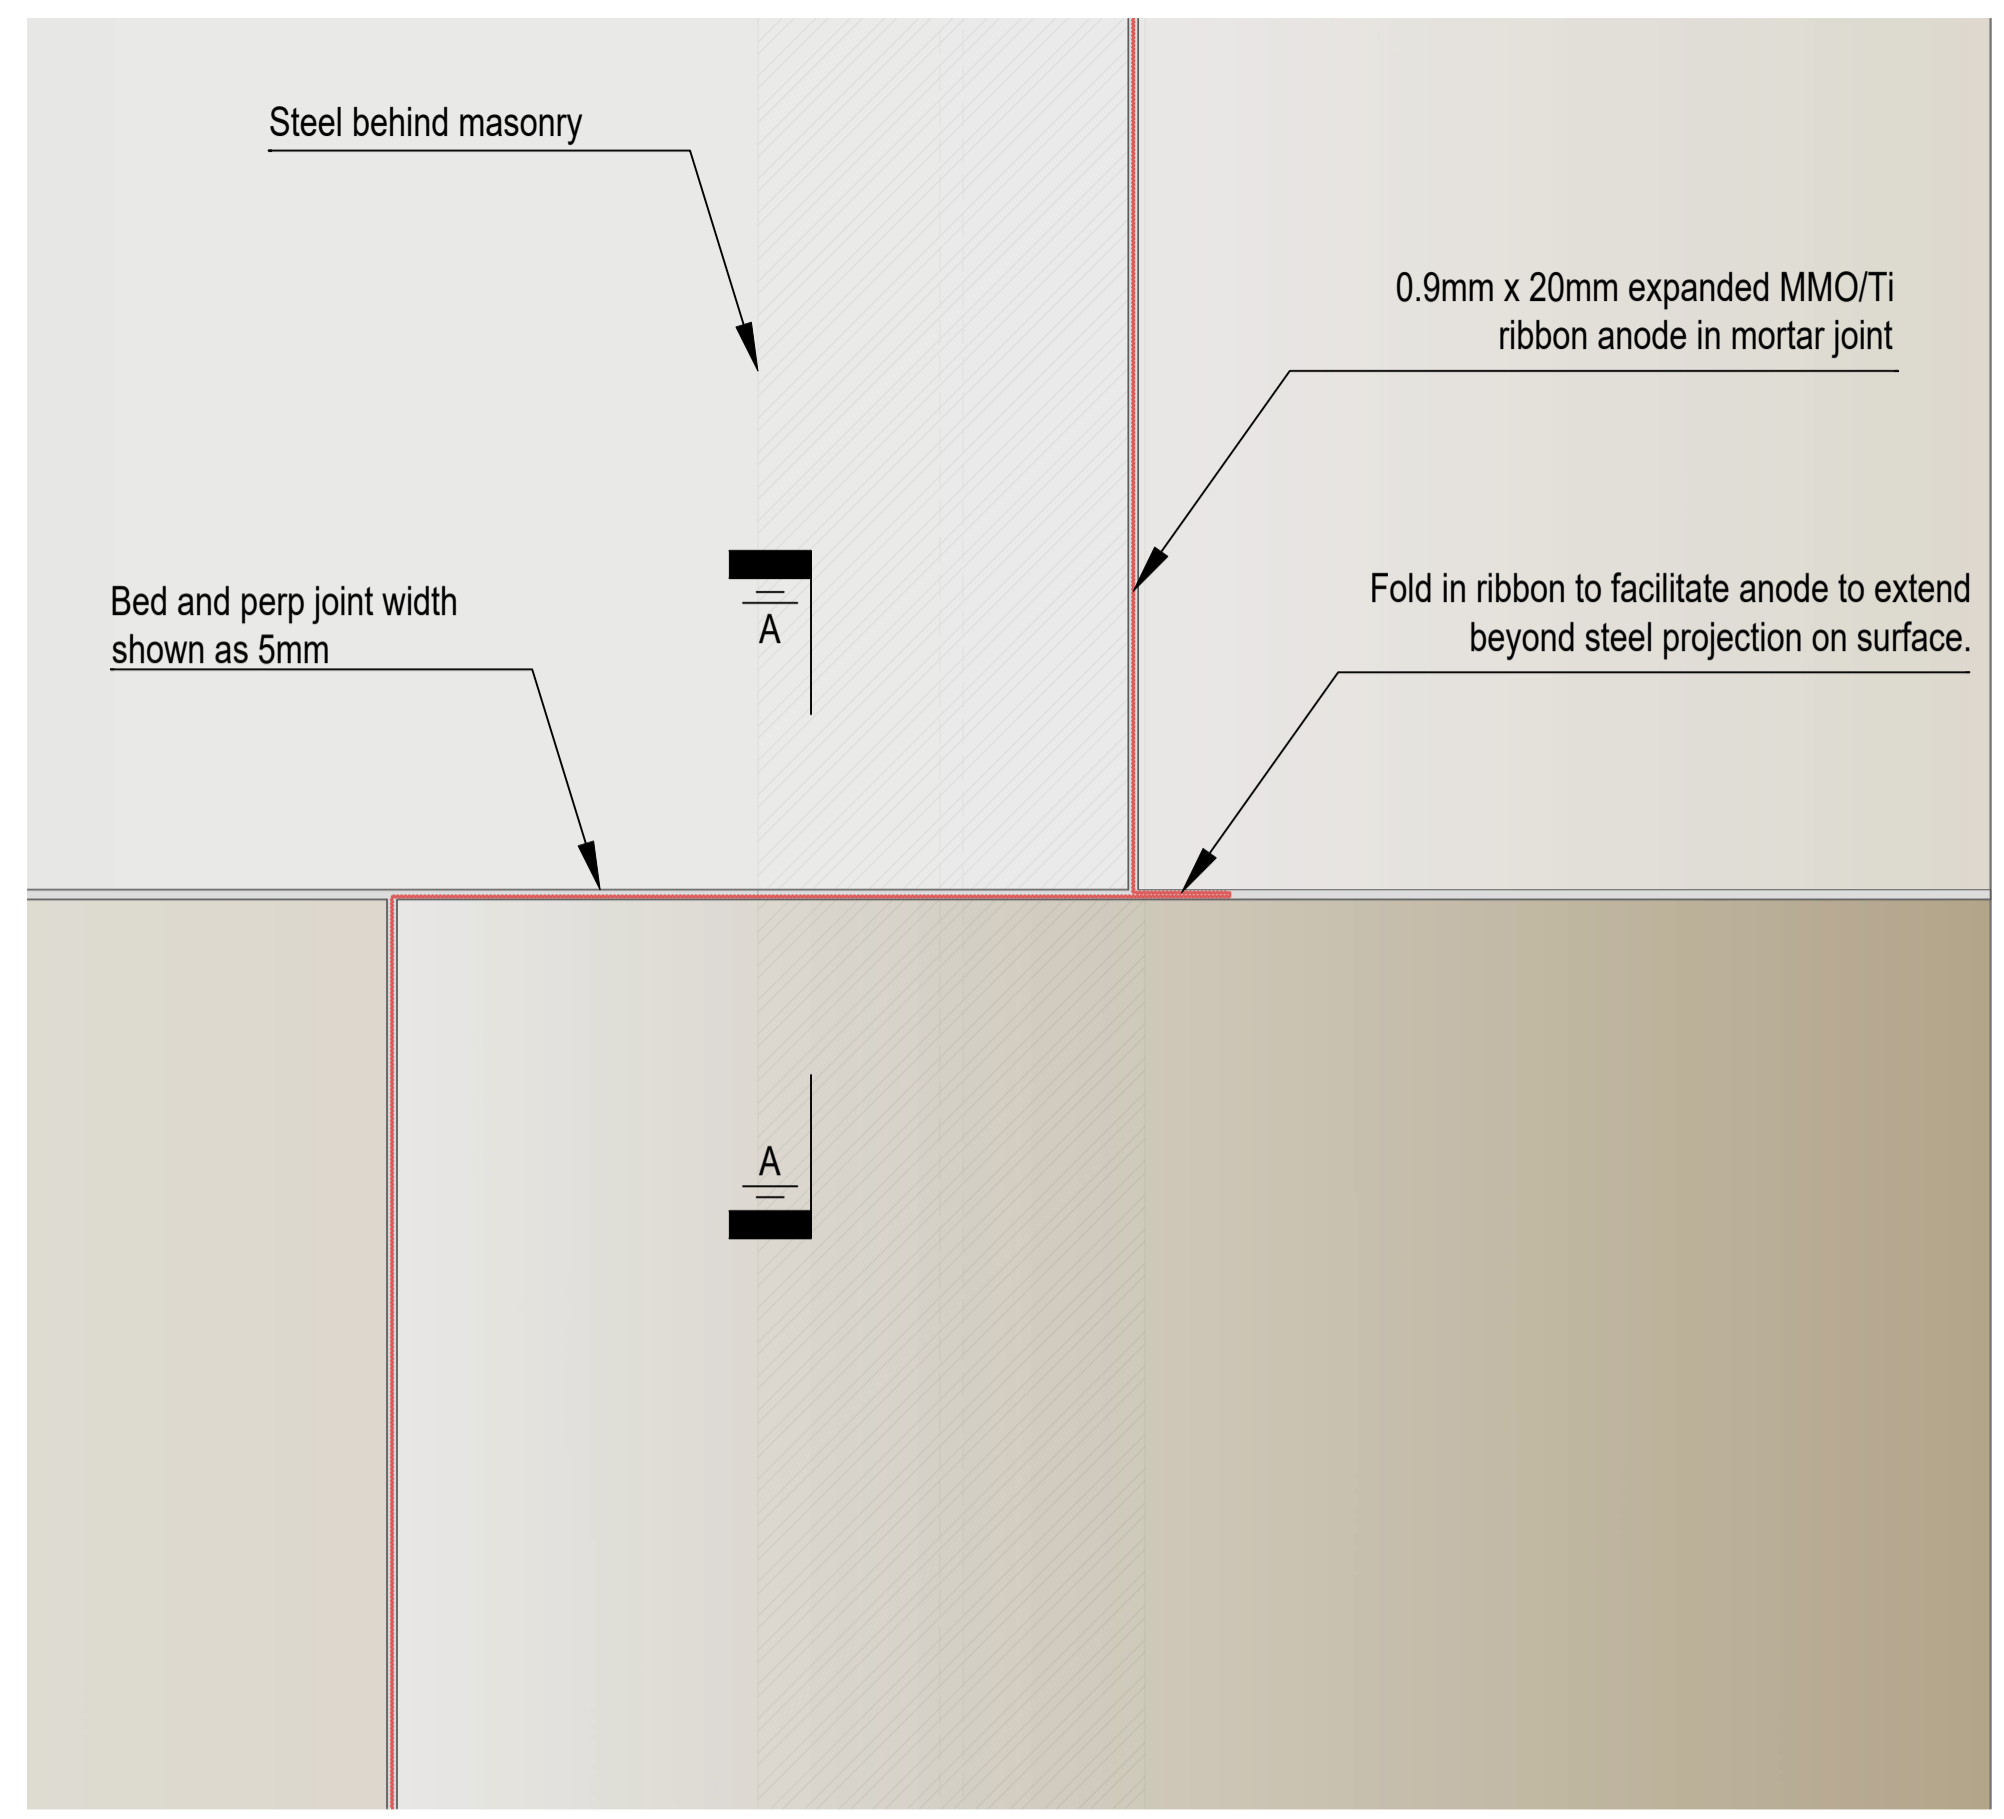 Steel behind masonry
0.9mm x 20mm expanded MMO/Ti
ribbon anode in mortar joint
Bed and perp joint width
shown as 5mm
A
Fold in ribbon to facilitate anode to extend
beyond steel projection on surface.
A